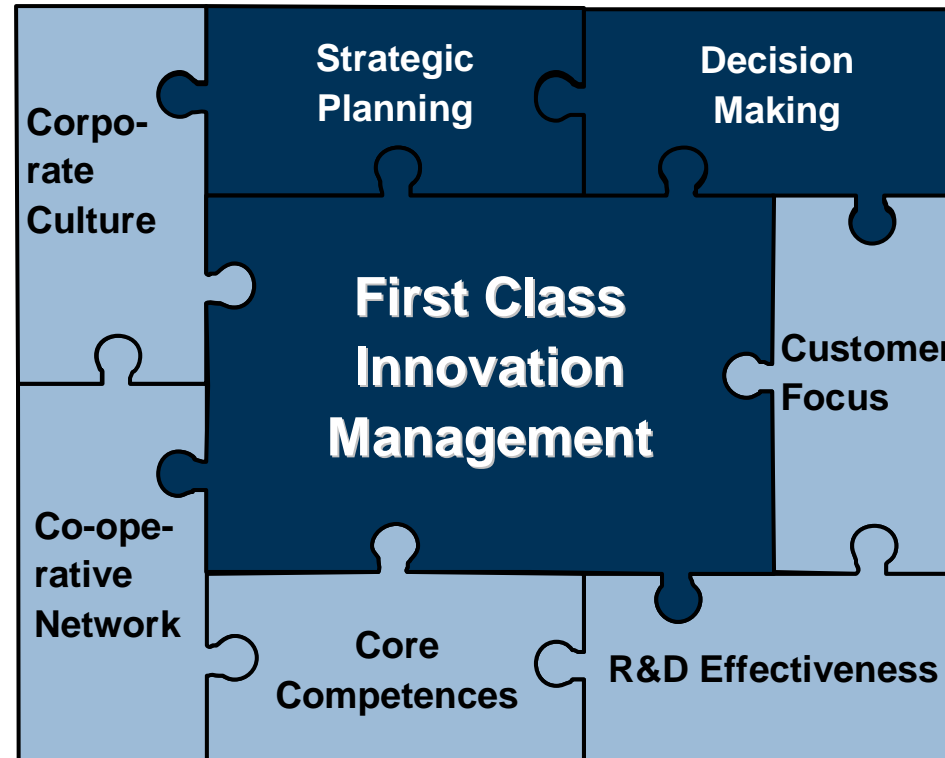 Strategic
Planning
Decision
Making
Corpo-
rate
Culture
First Class
Innovation
Management
Customer
Focus
Co-ope-
rative
Network
Core
Competences
R&D Effectiveness